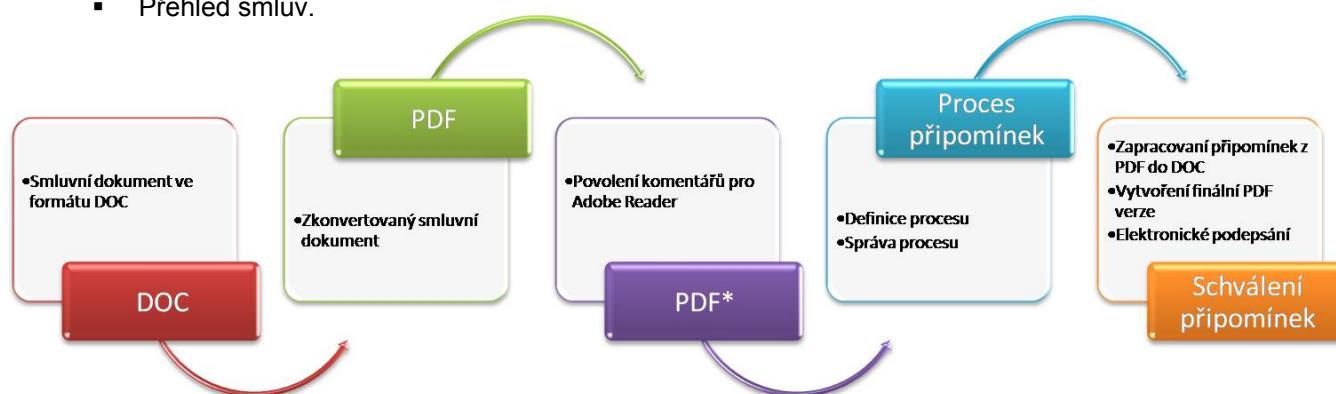 ▪ Přehled smluv.
•Smluvní dokument ve
formátu DOC
DOC
PDF
•Zkonvertovaný smluvní
dokument
•Povolení komentářů pro
Adobe Reader
PDF*
Proces
připomínek
•Definice procesu
•Správa procesu
•Zapracovaní připomínek z
PDF do DOC
•Vytvoření finální PDF
verze
•Elektronické podepsání
Schválení
připomínek